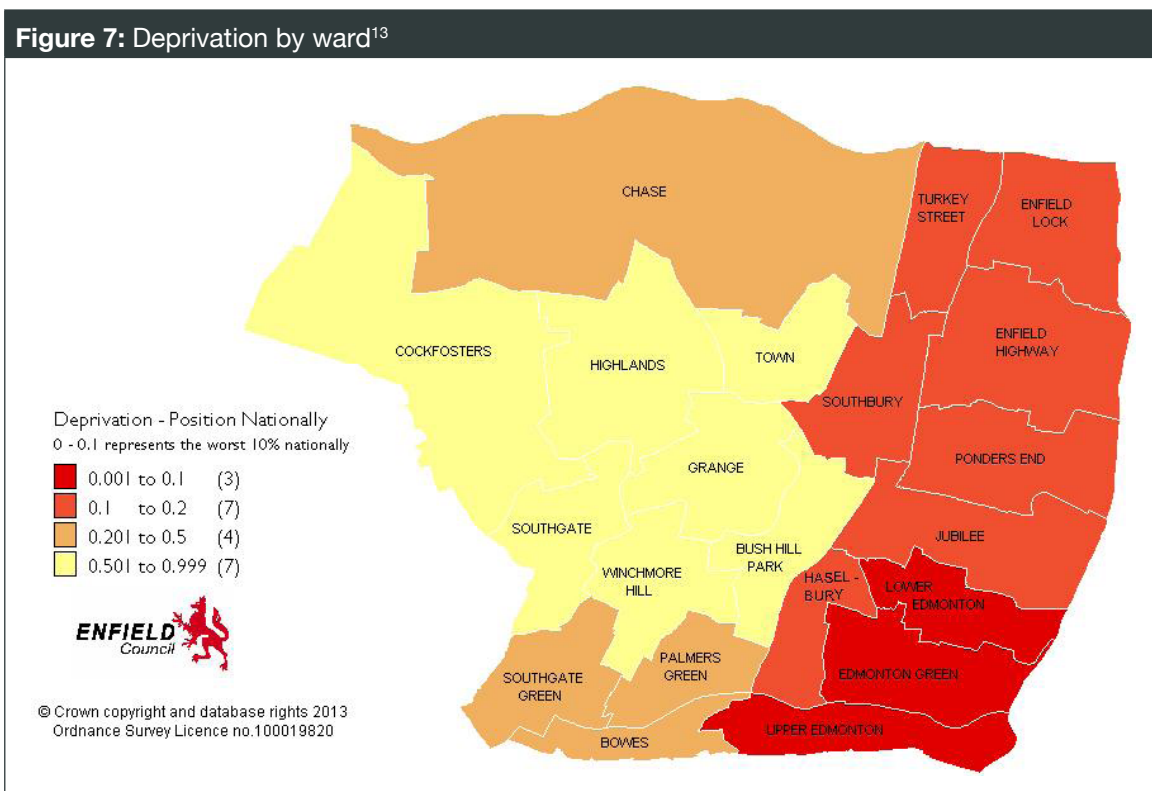 Figure 7: Deprivation by ward13
CHASE
TURKEY
STREET
ENFIELD
LOCK
COCKFOSTERS
HIGHLANDS
TOWN
ENFIELD
HIGHWAY
SOUTHBURY
GRANGE
PONDERS END
SOUTHGATE
WINCHMORE
HILL
BUSH HILL
PARK
JUBILEE
HASEL -
BURY
LOWER
EDMONTON
SOUTHGATE
GREEN
PALMERS
GREEN
EDMONTON GREEN
BOWES
UPPER EDMONTON
Deprivation - Position Nationally
0 - 0.1 represents the worst 10% nationally
0.001 to 0.1 (3)
0.1 to 0.2 (7)
0.201 to 0.5 (4)
0.501 to 0.999 (7)
ENFIELD
Council
© Crown copyright and database rights 2013
Ordnance Survey Licence no.100019820